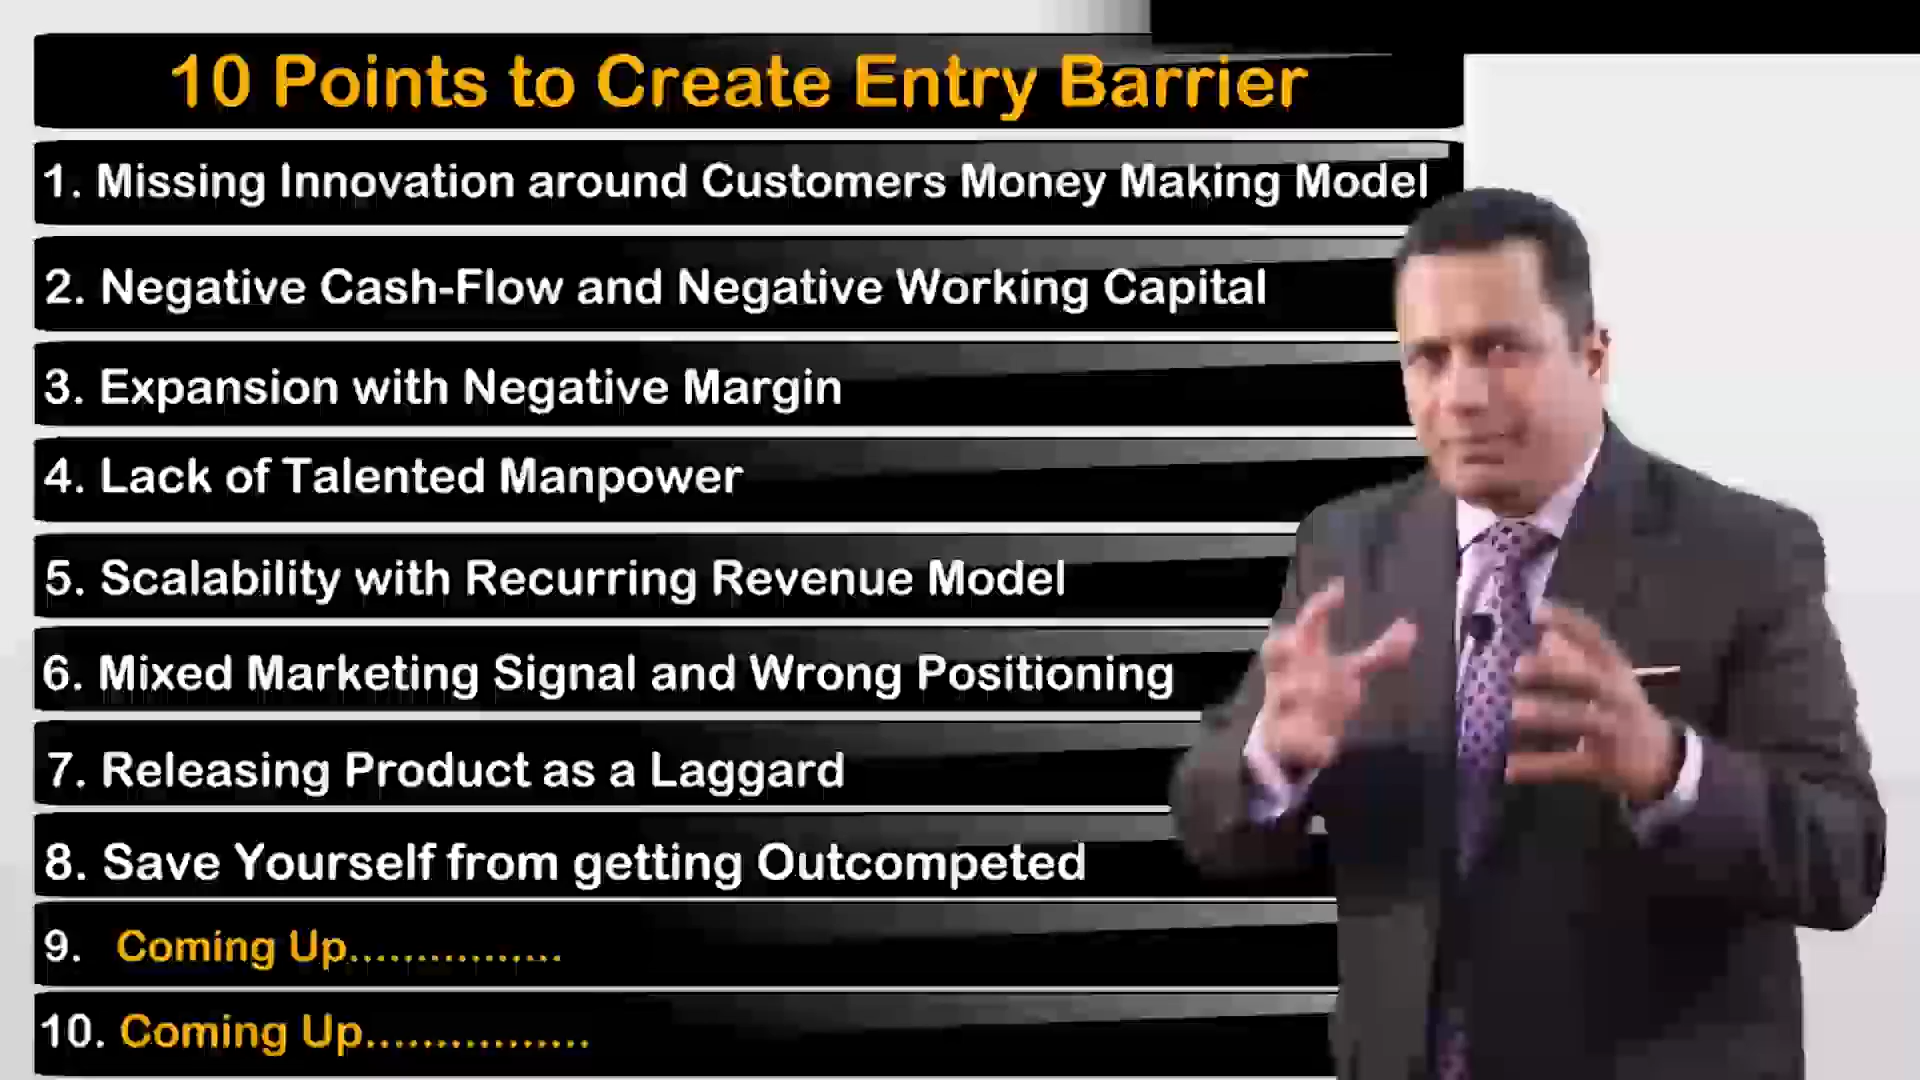 10 Points to Create Entry Barrier
1. Missing Innovation around Customers Money Making Model
2. Negative Cash-Flow and Negative Working Capital
3. Expansion with Negative Margin
4. Lack of Talented Manpower
5. Scalability with Recurring Revenue Model
6. Mixed Marketing Signal and Wrong Positioning
7. Releasing Product as a Laggard
8. Save Yourself from getting Outcompeted
9. Coming Up................
10. Coming Up................